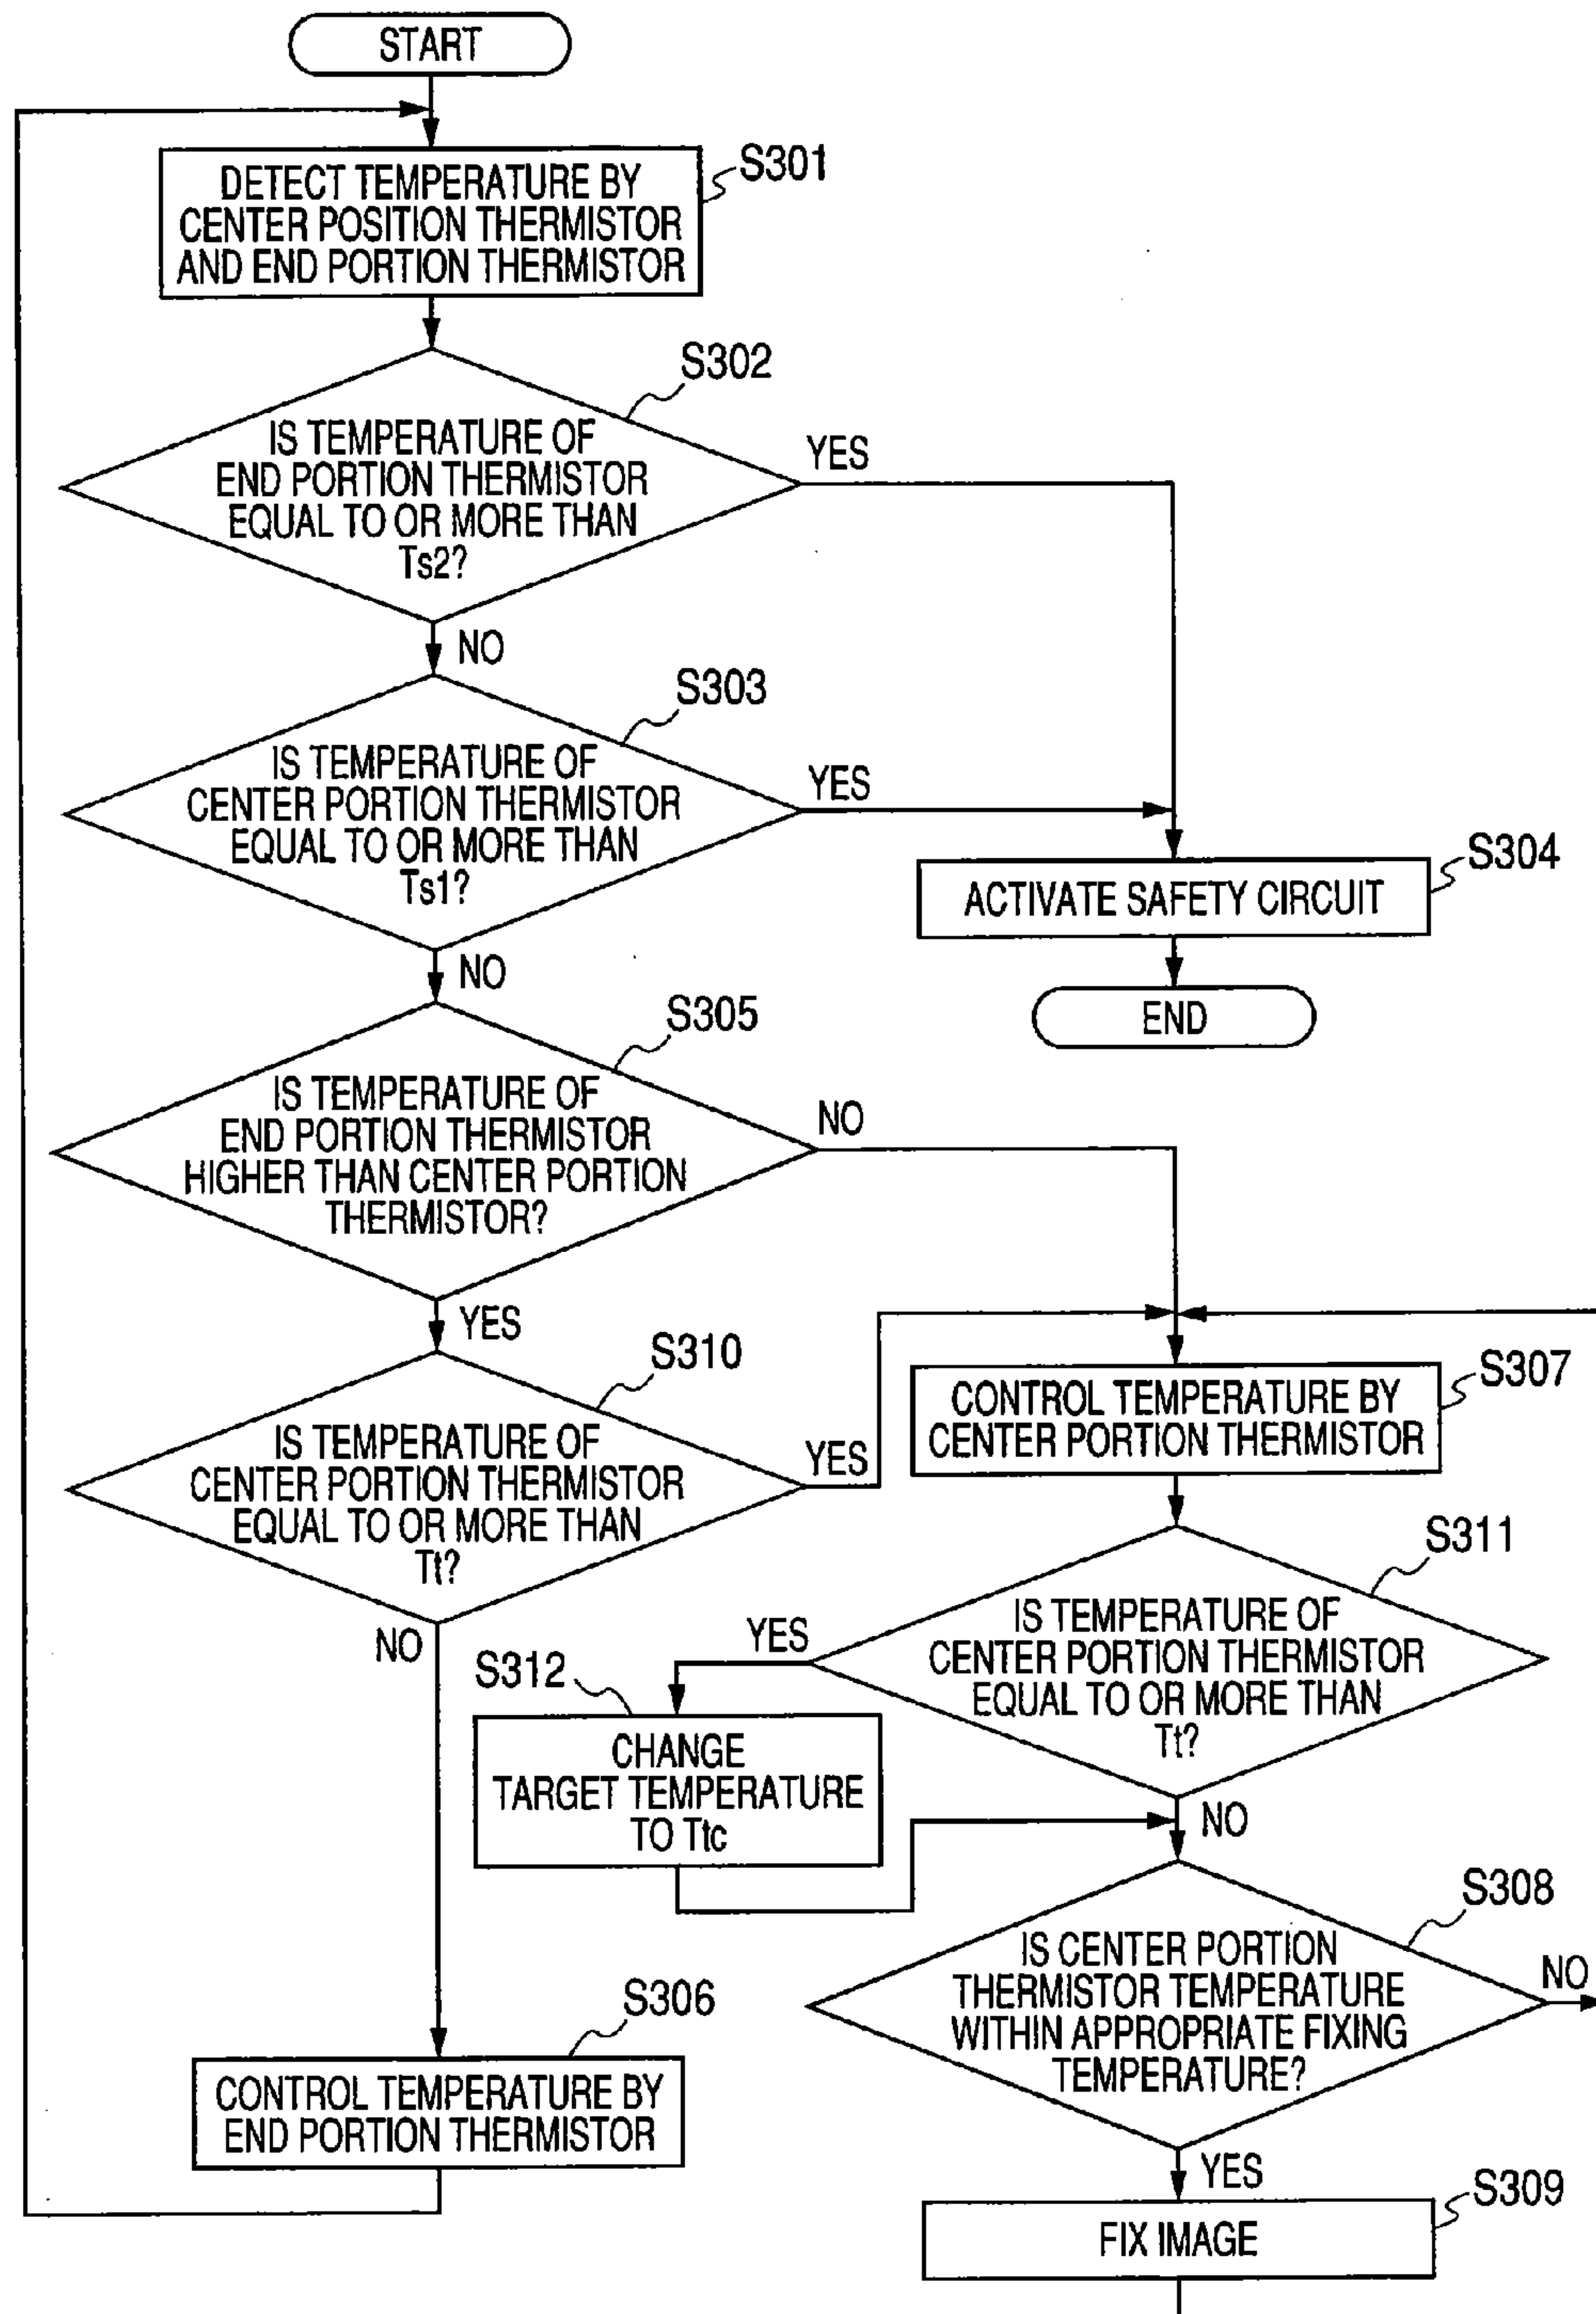 START
DETECT TEMPERATURE BY
CENTER POSITION THERMISTOR
AND END PORTION THERMISTOR
S301
IS TEMPERATURE OF
END PORTION THERMISTOR
EQUAL TO OR MORE THAN
Ts2?
S302
YES
NO
IS TEMPERATURE OF
CENTER PORTION THERMISTOR
EQUAL TO OR MORE THAN
Ts1?
S303
YES
NO
ACTIVATE SAFETY CIRCUIT
S304
END
IS TEMPERATURE OF
END PORTION THERMISTOR
HIGHER THAN CENTER PORTION
THERMISTOR?
S305
NO
YES
IS TEMPERATURE OF
CENTER PORTION THERMISTOR
EQUAL TO OR MORE THAN
Tt?
S310
YES
NO
CONTROL TEMPERATURE BY
CENTER PORTION THERMISTOR
S307
IS TEMPERATURE OF
CENTER PORTION THERMISTOR
EQUAL TO OR MORE THAN
Tt?
S311
YES
NO
S312
CHANGE
TARGET TEMPERATURE
TO Ttc
IS CENTER PORTION
THERMISTOR TEMPERATURE
WITHIN APPROPRIATE FIXING
TEMPERATURE?
S308
NO
YES
CONTROL TEMPERATURE BY
END PORTION THERMISTOR
S306
FIX IMAGE
S309